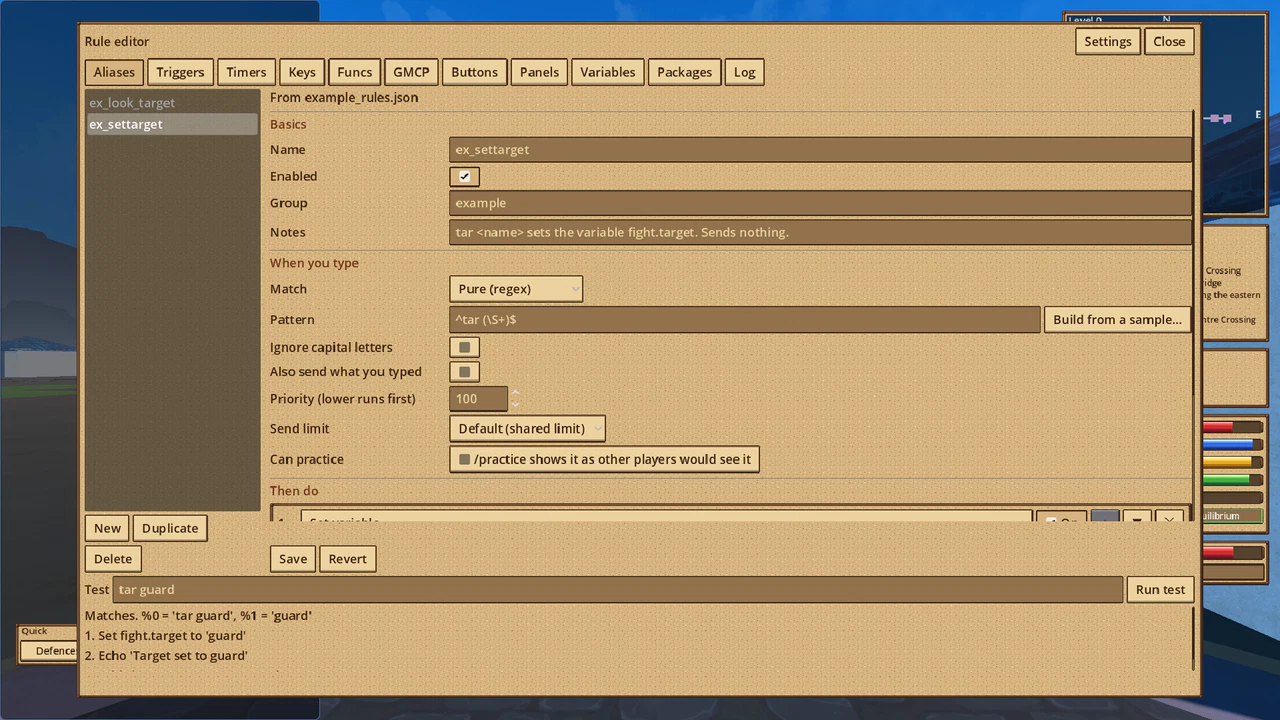 Level 0 N
Rule editor Settings Close
Aliases Triggers Timers Keys Funcs GMCP Buttons Panels Variables Packages Log
ex_look_target
ex_settarget
From example_rules.json
Basics
Name ex_settarget
Enabled
Group example
Notes tar <name> sets the variable fight.target. Sends nothing.
When you type
Match Pure (regex)
Pattern ^tar (\S+)$ Build from a sample...
Ignore capital letters
Also send what you typed
Priority (lower runs first) 100
Send limit Default (shared limit)
Can practice /practice shows it as other players would see it
Then do
New Duplicate
Delete Save Revert
Test tar guard Run test
Matches. %0 = 'tar guard', %1 = 'guard'
1. Set fight.target to 'guard'
2. Echo 'Target set to guard'
E
Crossing
the eastern
Crossing
Quick